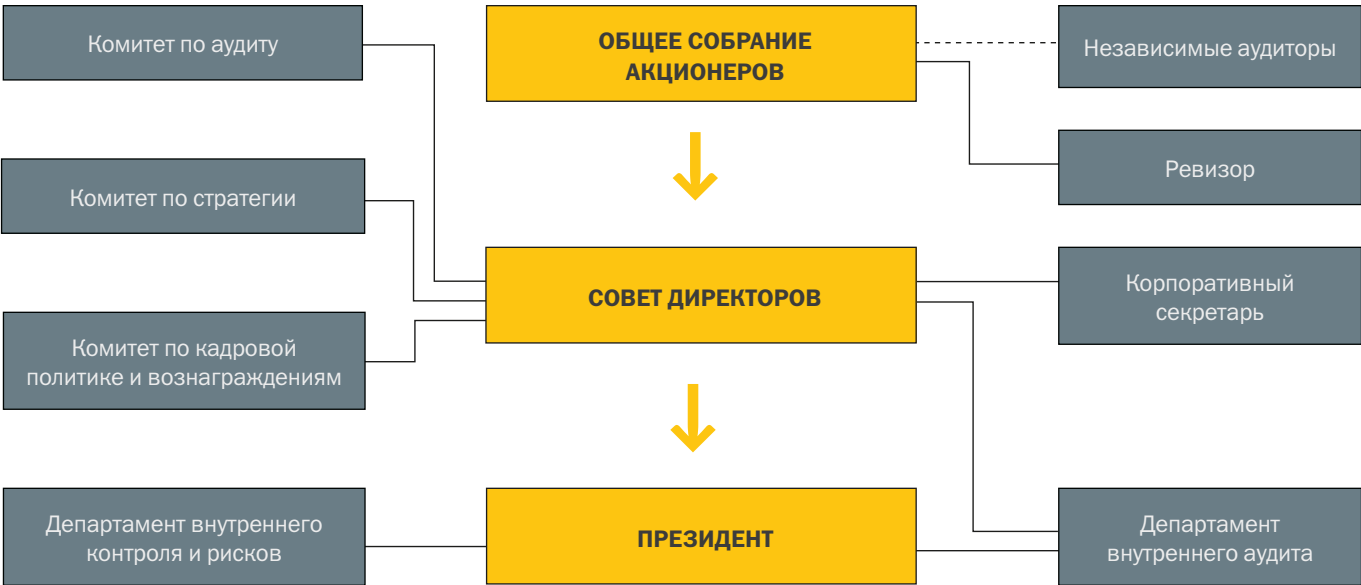 Комитет по аудиту
ОБЩЕЕ СОБРАНИЕ
АКЦИОНЕРОВ
Независимые аудиторы
Ревизор
Комитет по стратегии
СОВЕТ ДИРЕКТОРОВ
Корпоративный
секретарь
Комитет по кадровой
политике и вознаграждениям
Департамент внутреннего
контроля и рисков
ПРЕЗИДЕНТ
Департамент
внутреннего аудита